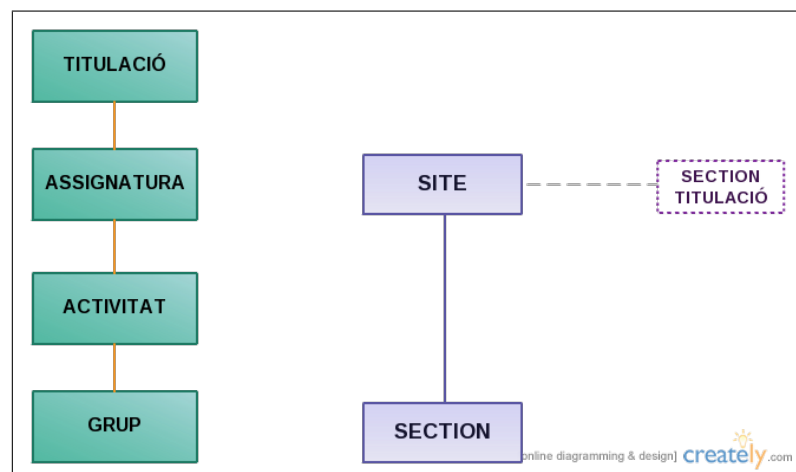 TITULACIÓ
ASSIGNATURA
SITE
SECTION
TITULACIÓ
ACTIVITAT
GRUP
SECTION
online diagramming & design]
creately.com